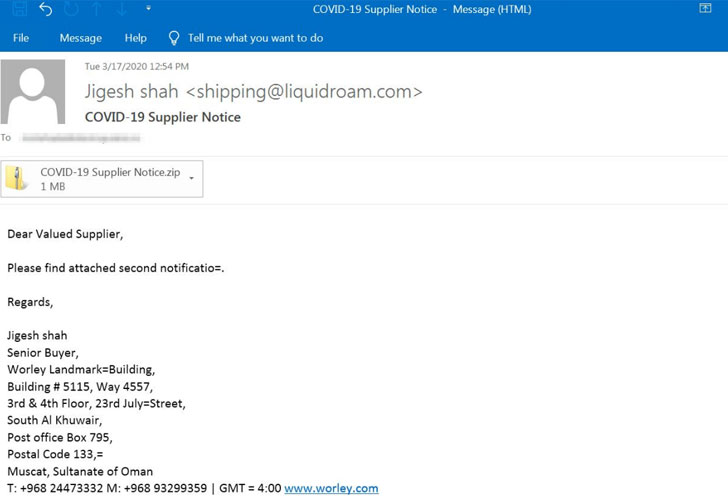 COVID-19 Supplier Notice - Message (HTML)
File Message Help Tell me what you want to do
Tue 3/17/2020 12:54 PM
Jigesh shah <shipping@liquidroam.com>
COVID-19 Supplier Notice
To
COVID-19 Supplier Notice.zip
1 MB
Dear Valued Supplier,
Please find attached second notificatio=.
Regards,
Jigesh shah
Senior Buyer,
Worley Landmark=Building,
Building # 5115, Way 4557,
3rd & 4th Floor, 23rd July=Street,
South Al Khuwair,
Post office Box 795,
Postal Code 133,=
Muscat, Sultanate of Oman
T: +968 24473332 M: +968 93299359 | GMT = 4:00 www.worley.com